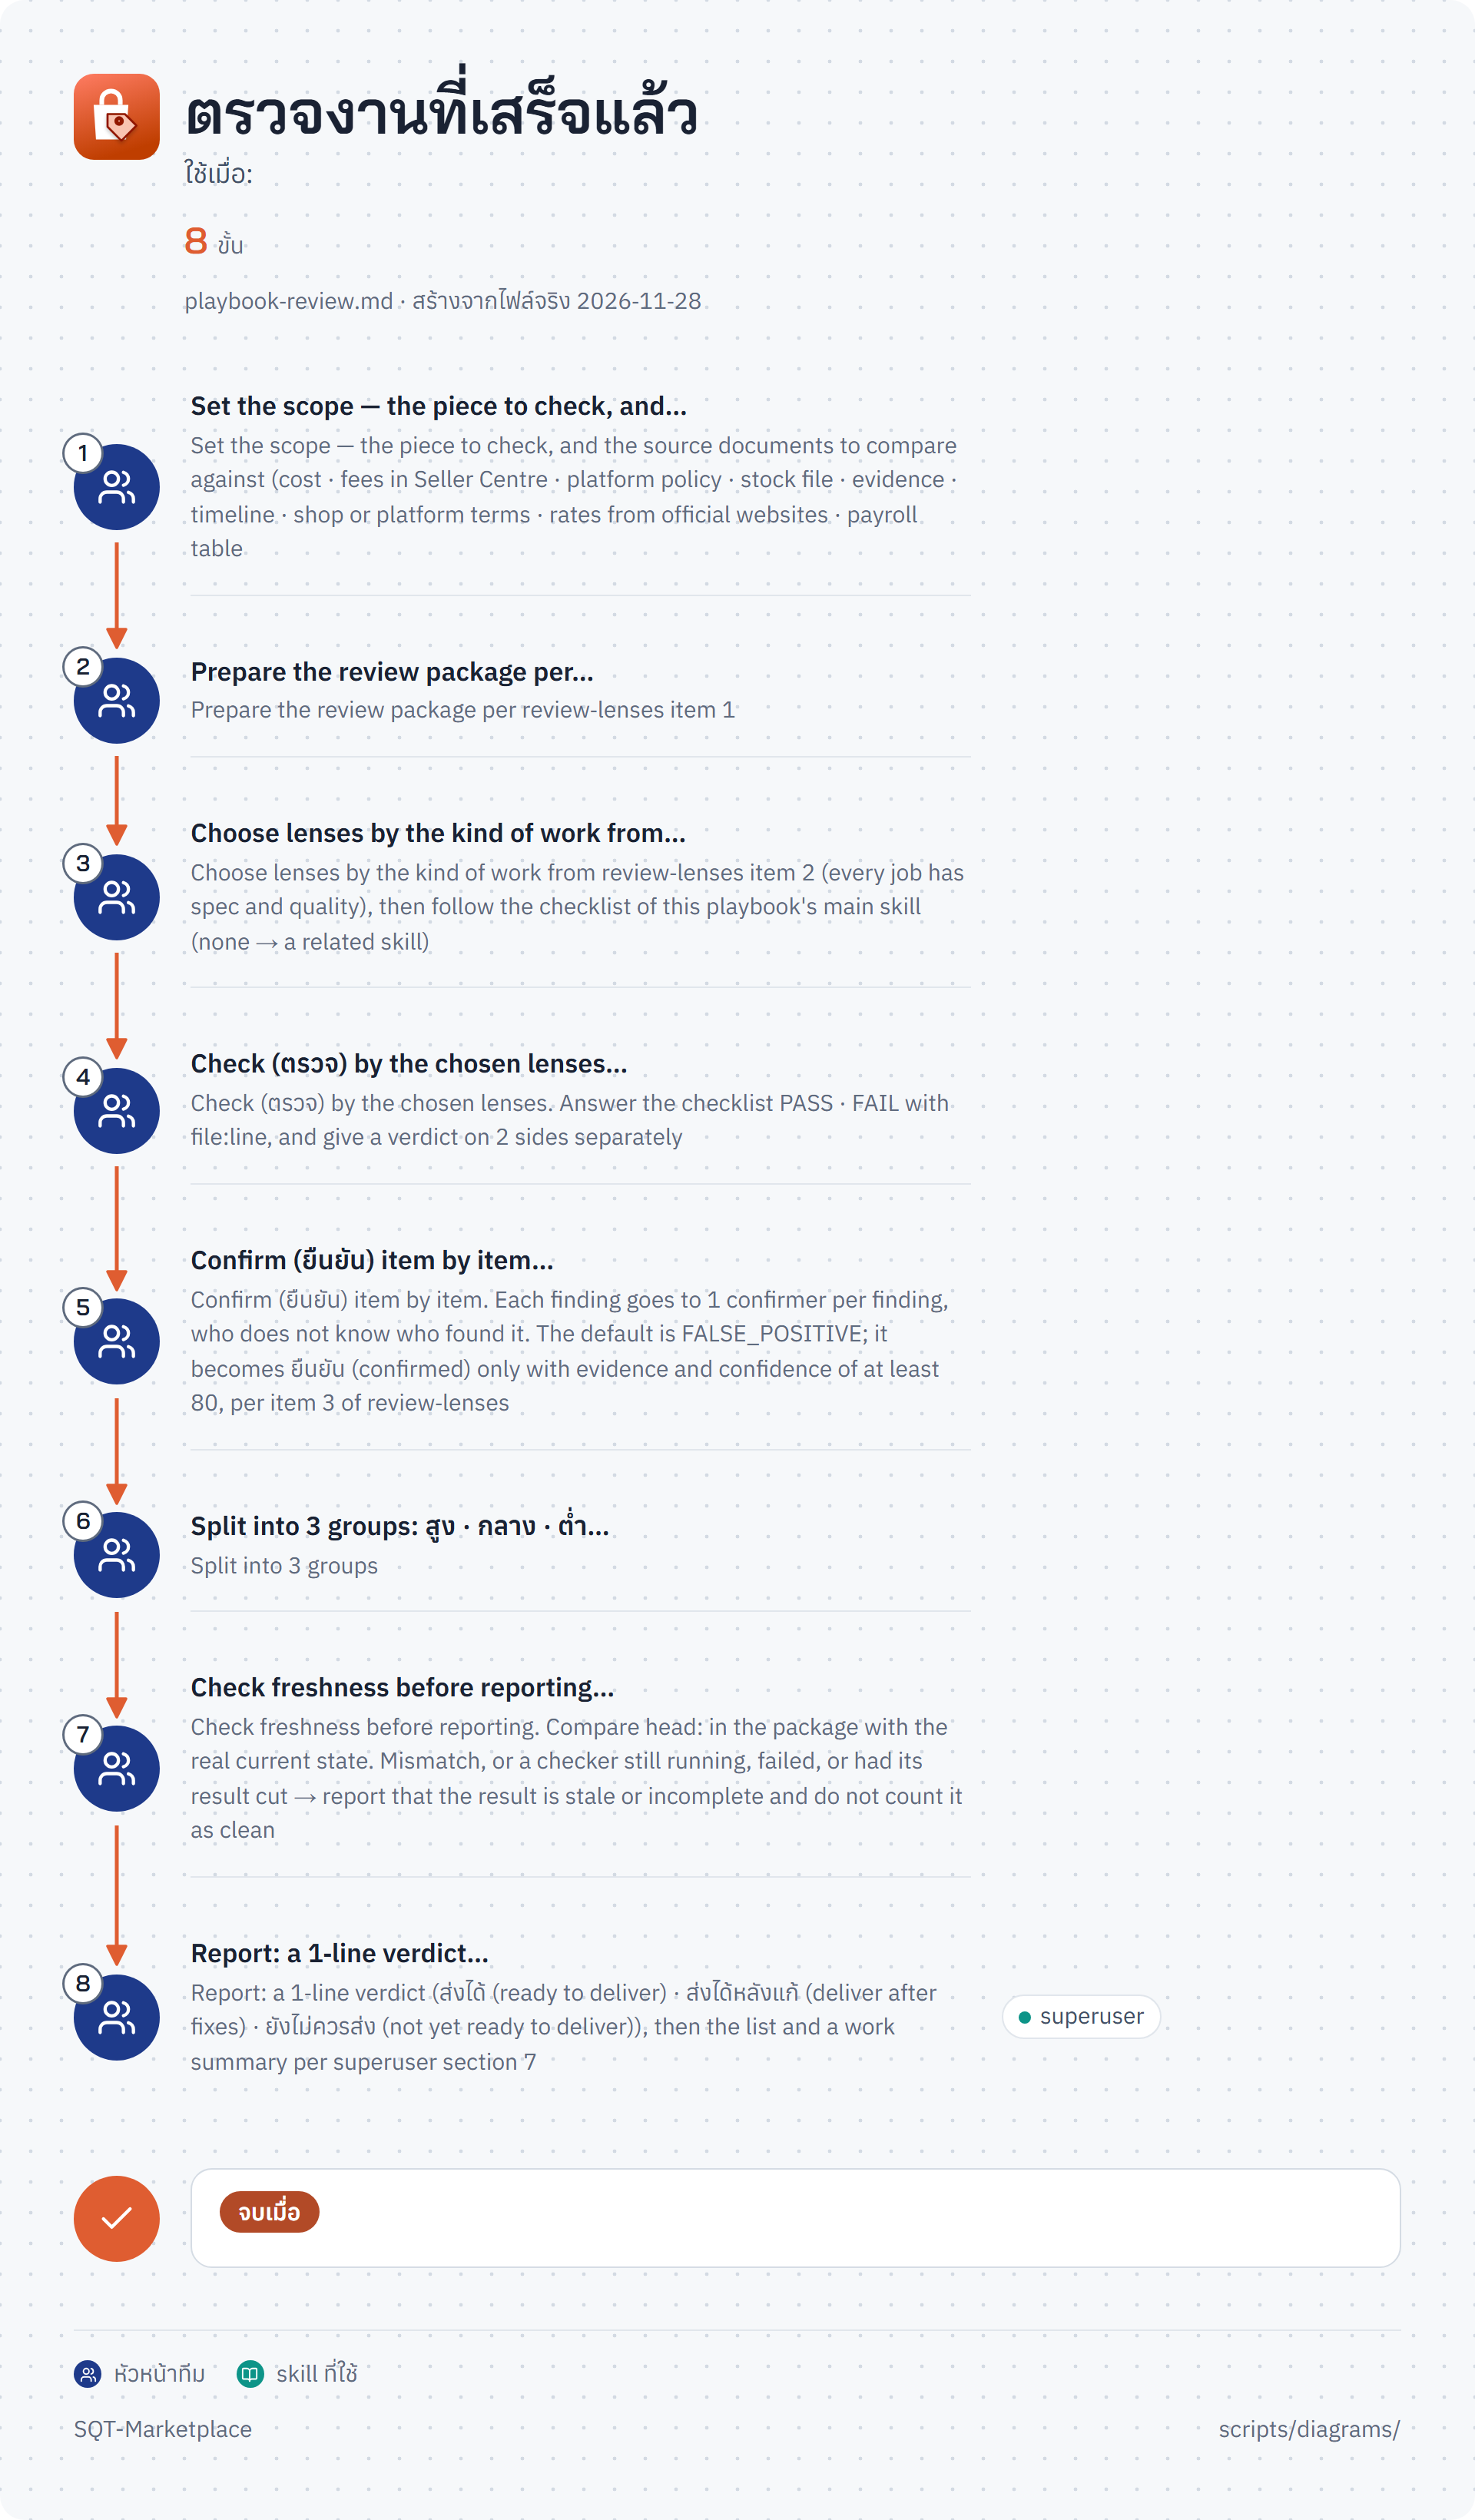 ตรวจงานที่เสร็จแล้ว
ใช้เมื่อ:
8 ขั้น
playbook-review.md · สร้างจากไฟล์จริง 2026-11-28
Set the scope — the piece to check, and...
1
Set the scope — the piece to check, and the source documents to compare
against (cost · fees in Seller Centre · platform policy · stock file · evidence ·
timeline · shop or platform terms · rates from official websites · payroll
table
2
Prepare the review package per...
Prepare the review package per review-lenses item 1
Choose lenses by the kind of work from...
3
Choose lenses by the kind of work from review-lenses item 2 (every job has
spec and quality), then follow the checklist of this playbook's main skill
(none → a related skill)
Check (ตรวจ) by the chosen lenses...
4
Check (ตรวจ) by the chosen lenses. Answer the checklist PASS · FAIL with
file:line, and give a verdict on 2 sides separately
Confirm (ยืนยัน) item by item...
5
Confirm (ยืนยัน) item by item. Each finding goes to 1 confirmer per finding,
who does not know who found it. The default is FALSE_POSITIVE; it
becomes ยืนยัน (confirmed) only with evidence and confidence of at least
80, per item 3 of review-lenses
6
Split into 3 groups: สูง · กลาง · ต่ำ...
Split into 3 groups
Check freshness before reporting...
7
Check freshness before reporting. Compare head: in the package with the
real current state. Mismatch, or a checker still running, failed, or had its
result cut → report that the result is stale or incomplete and do not count it
as clean
Report: a 1-line verdict...
8
Report: a 1-line verdict (ส่งได้ (ready to deliver) · ส่งได้หลังแก้ (deliver after
fixes) · ยังไม่ควรส่ง (not yet ready to deliver)), then the list and a work
summary per superuser section 7
superuser
จบเมื่อ
หัวหน้าทีม
skill ที่ใช้
SQT-Marketplace
scripts/diagrams/